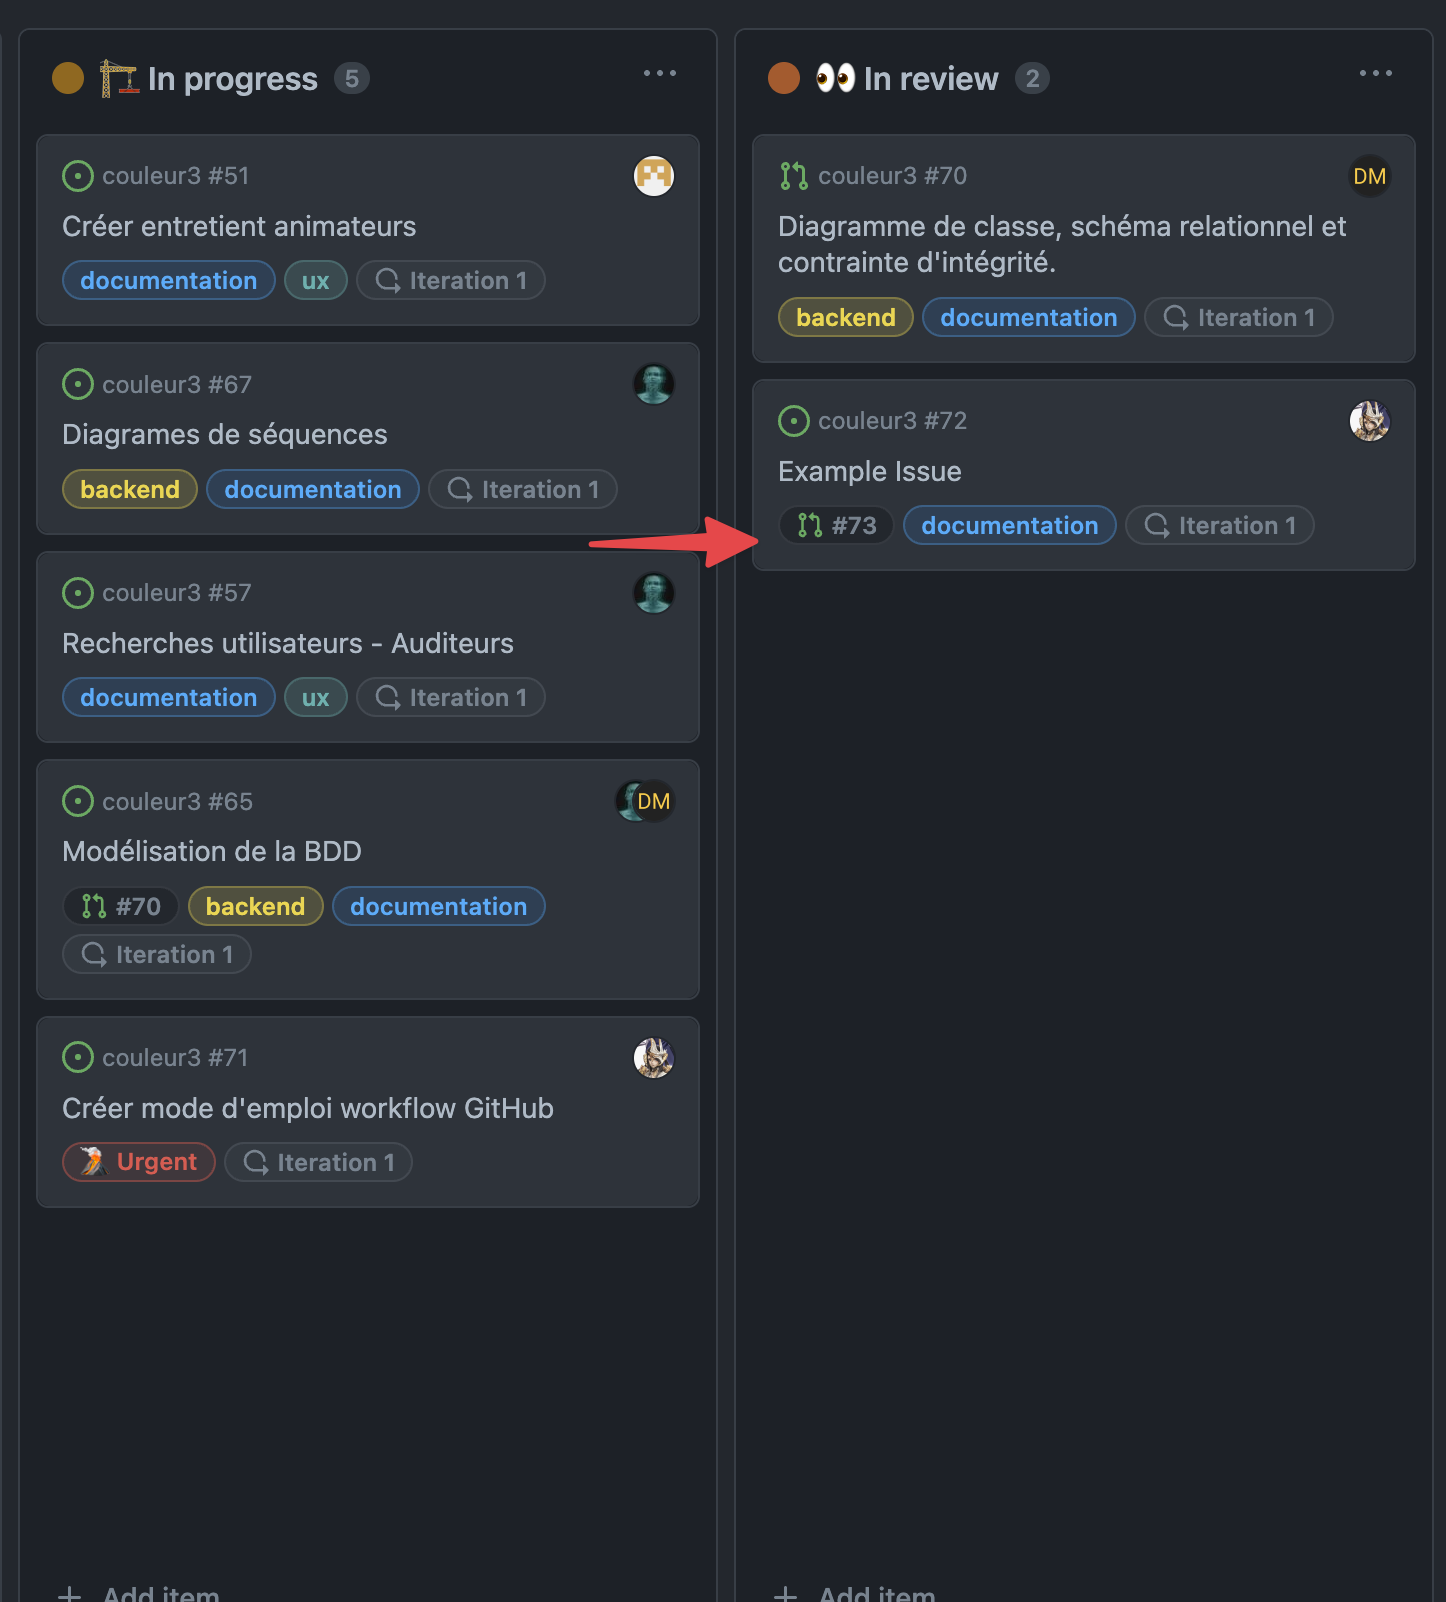 In progress 5
couleur3 #51
Créer entretient animateurs
documentation ux Iteration 1
couleur3 #67
Diagrames de séquences
backend documentation Iteration 1
couleur3 #57
Recherches utilisateurs - Auditeurs
documentation ux Iteration 1
couleur3 #65 DM
Modélisation de la BDD
#70 backend documentation
Iteration 1
couleur3 #71
Créer mode d'emploi workflow GitHub
Urgent Iteration 1
Add item
In review 2
couleur3 #70 DM
Diagramme de classe, schéma relationnel et
contrainte d'intégrité.
backend documentation Iteration 1
couleur3 #72
Example Issue
#73 documentation Iteration 1
Add item